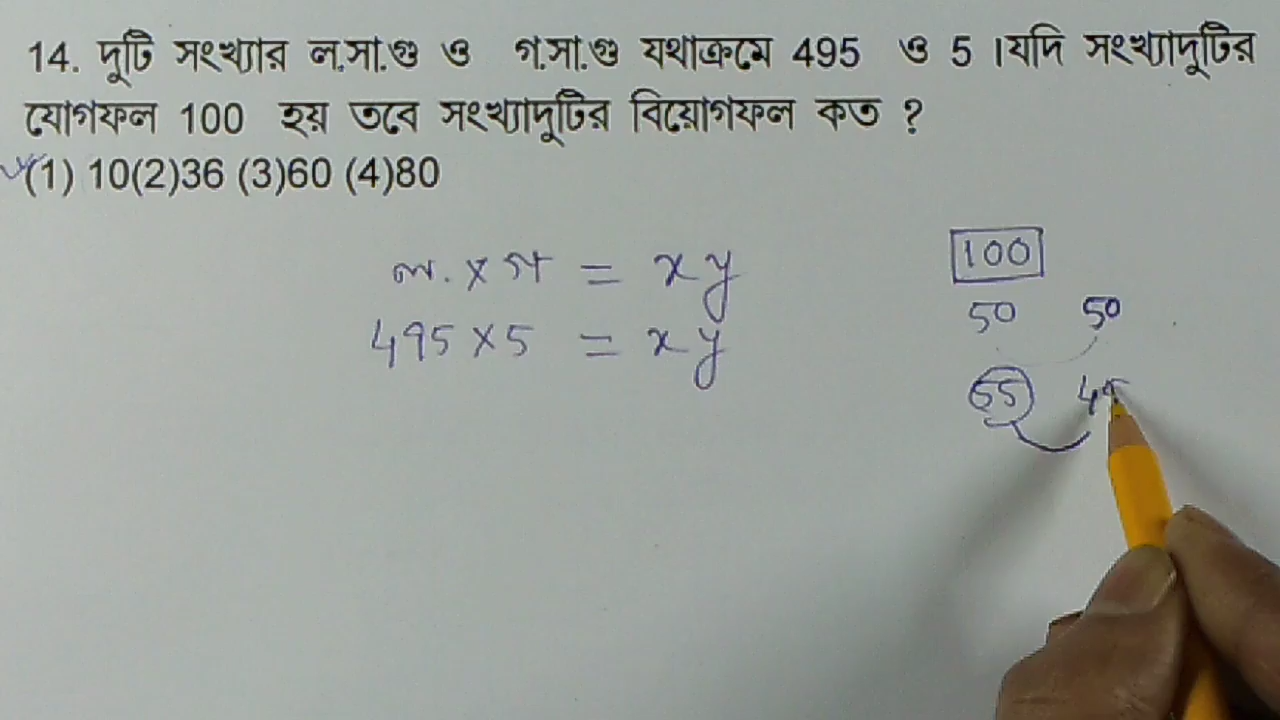 14. দুটি সংখ্যার ল.সা.গু ও গ.সা.গু যথাক্রমে 495 ও 5 ।যদি সংখ্যাদুটির
যোগফল 100 হয় তবে সংখ্যাদুটির বিয়োগফল কত ?
(1) 10(2)36 (3)60 (4)80
ল. × গ = xy
495 × 5 = xy
100
50 50
55 45